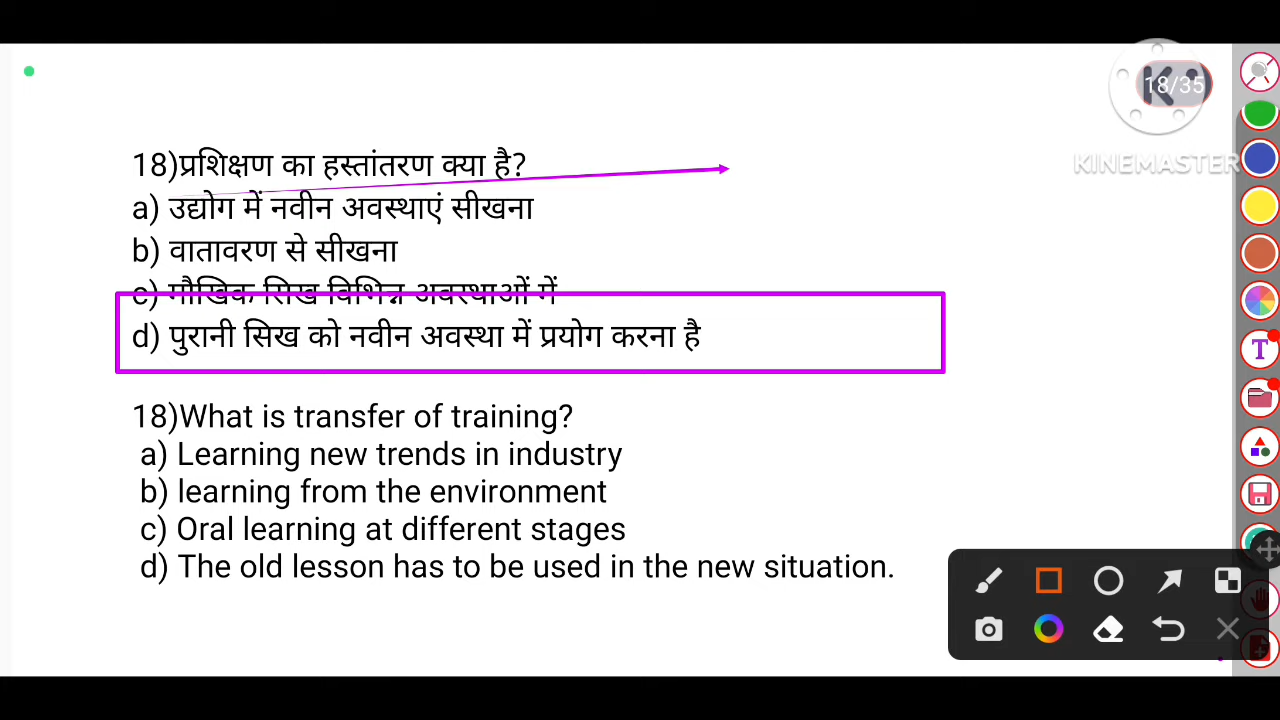 18/35
KINEMASTER
18)प्रशिक्षण का हस्तांतरण क्या है?
a) उद्योग में नवीन अवस्थाएं सीखना
b) वातावरण से सीखना
c) मौखिक सिख विभिन्न अवस्थाओं में
d) पुरानी सिख को नवीन अवस्था में प्रयोग करना है
18)What is transfer of training?
a) Learning new trends in industry
b) learning from the environment
c) Oral learning at different stages
d) The old lesson has to be used in the new situation.
T